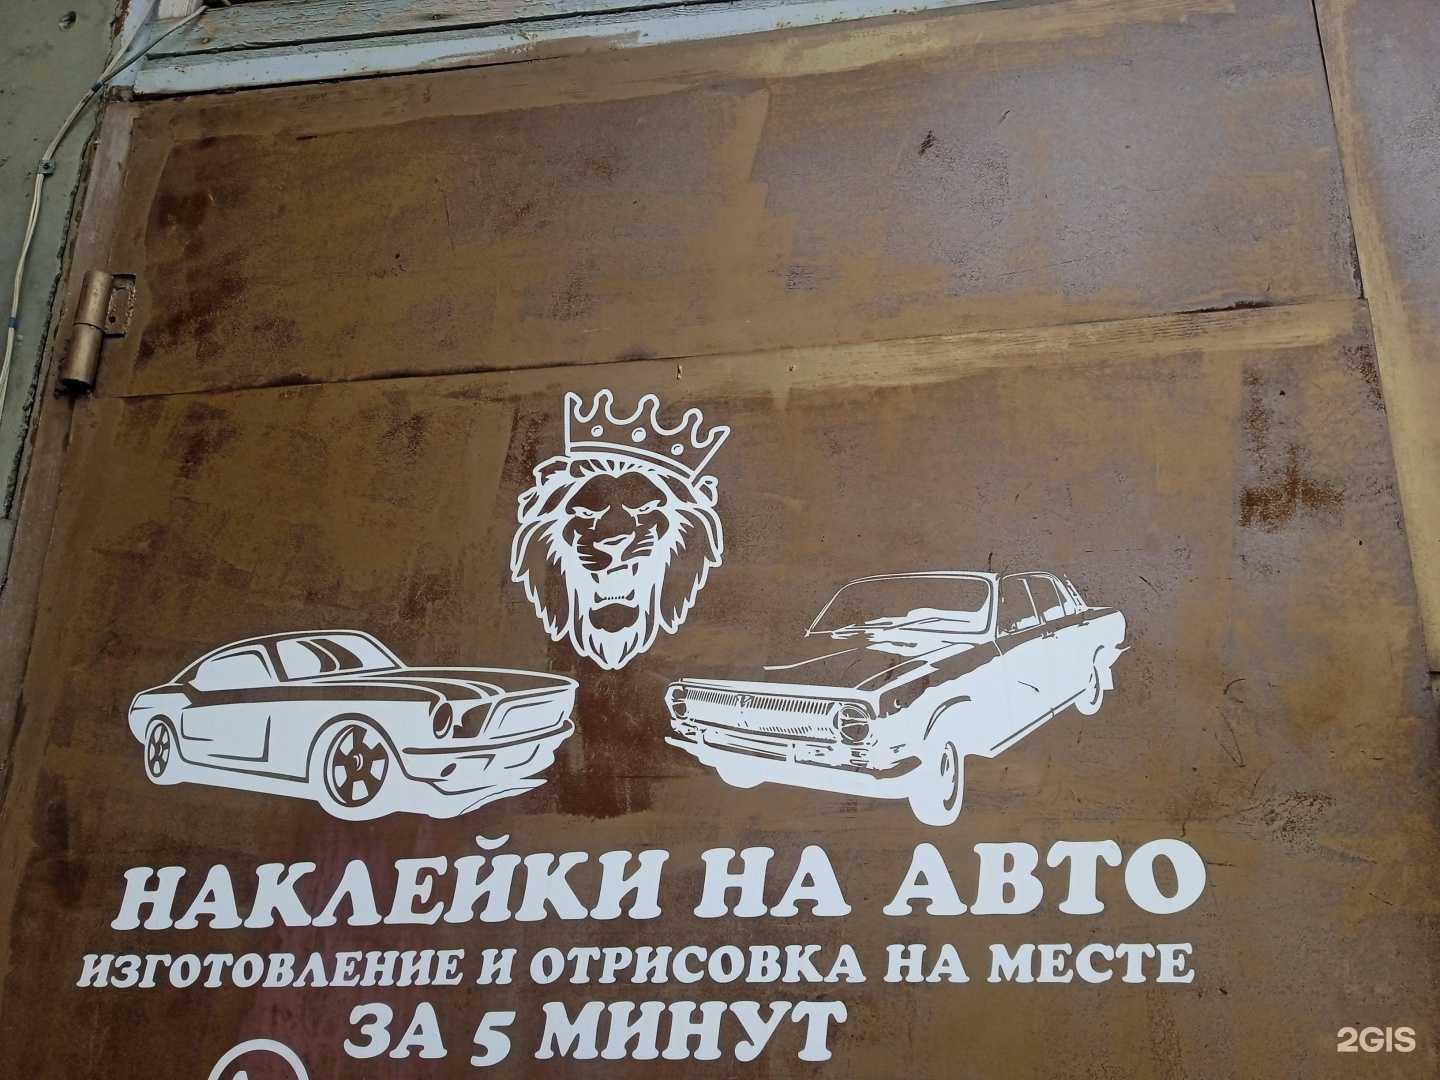 НАКЛЕЙКИ НА АВТО
ИЗГОТОВЛЕНИЕ И ОТРИСОВКА НА МЕСТЕ
ЗА 5 МИНУТ
2GIS